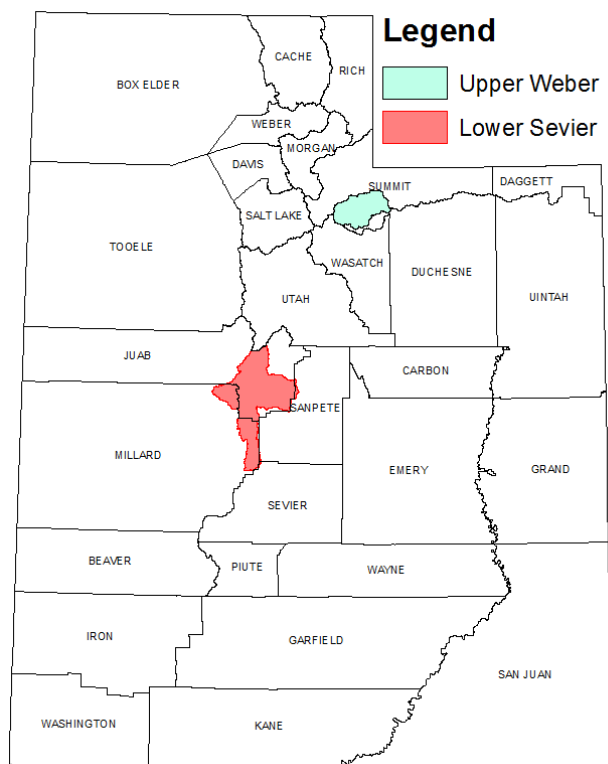 Legend
Upper Weber
Lower Sevier
CACHE
RICH
BOX ELDER
WEBER
MORGAN
DAVIS
SUMMIT
DAGGETT
SALT LAKE
TOOELE
WASATCH
DUCHESNE
UINTAH
UTAH
JUAB
CARBON
SANPETE
MILLARD
EMERY
GRAND
SEVIER
BEAVER
PIUTE
WAYNE
IRON
GARFIELD
SAN JUAN
WASHINGTON
KANE